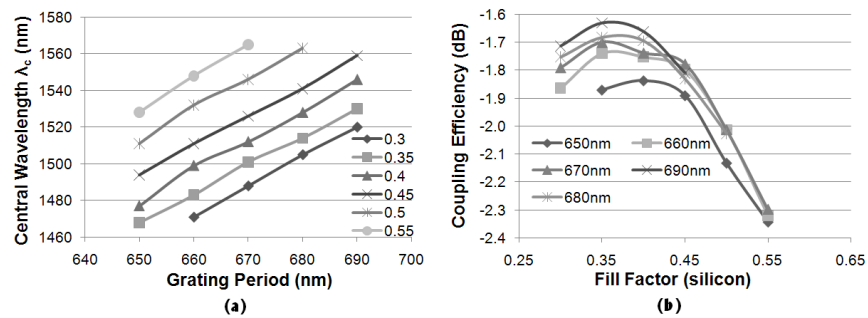 1580
1560
1540
1520
1500
1480
1460
640 650 660 670 680 690 700
Central Wavelength λc (nm)
Grating Period (nm)
0.3
0.35
0.4
0.45
0.5
0.55
(a)
-1.6
-1.7
-1.8
-1.9
-2.0
-2.1
-2.2
-2.3
-2.4
0.25 0.35 0.45 0.55 0.65
Coupling Efficiency (dB)
Fill Factor (silicon)
650nm 660nm
670nm 690nm
680nm
(b)